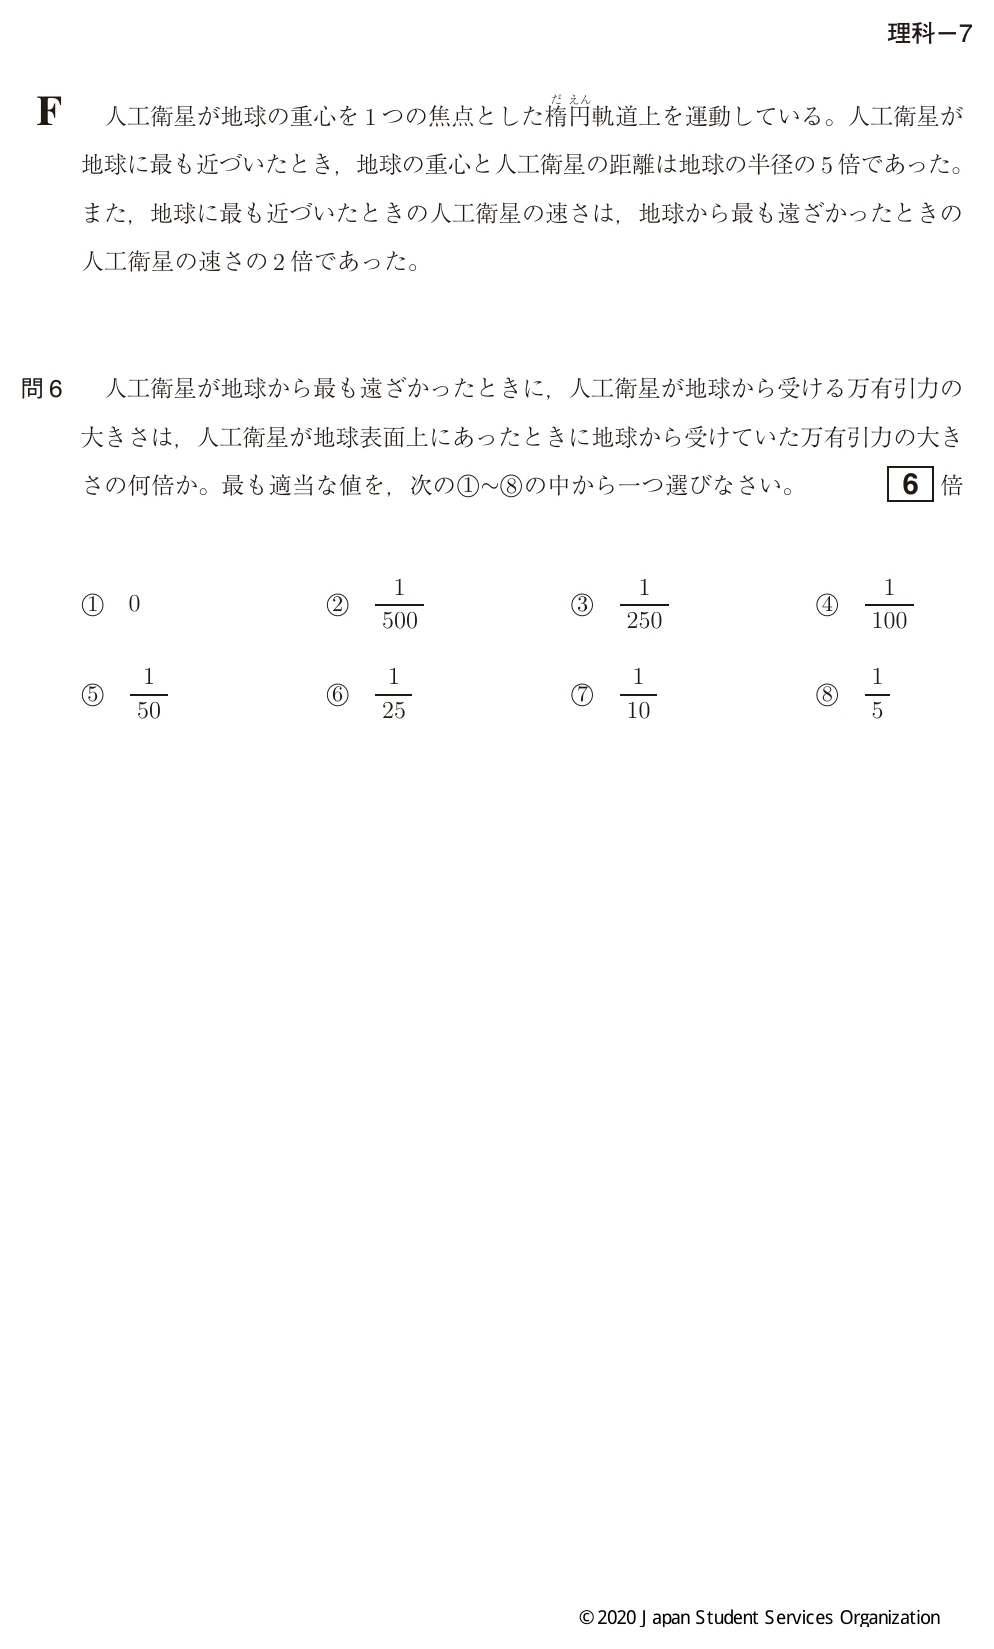 理科－7
F 人工衛星が地球の重心を1つの焦点とした楕円軌道上を運動している。人工衛星が
だ えん
地球に最も近づいたとき，地球の重心と人工衛星の距離は地球の半径の5倍であった。
また，地球に最も近づいたときの人工衛星の速さは，地球から最も遠ざかったときの
人工衛星の速さの2倍であった。
問6 人工衛星が地球から最も遠ざかったときに，人工衛星が地球から受ける万有引力の
大きさは，人工衛星が地球表面上にあったときに地球から受けていた万有引力の大き
さの何倍か。最も適当な値を，次の①～⑧の中から一つ選びなさい。 6 倍
① 0 ② 1/500 ③ 1/250 ④ 1/100
⑤ 1/50 ⑥ 1/25 ⑦ 1/10 ⑧ 1/5
© 2020 Japan Student Services Organization